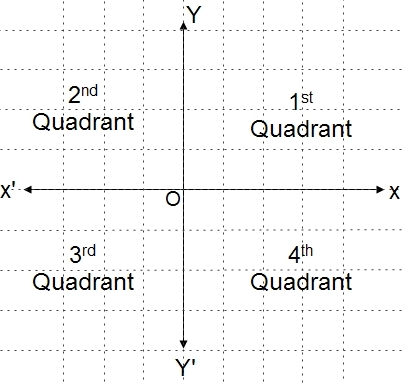 Y
2nd
Quadrant
1st
Quadrant
x'
O
x
3rd
Quadrant
4th
Quadrant
Y'